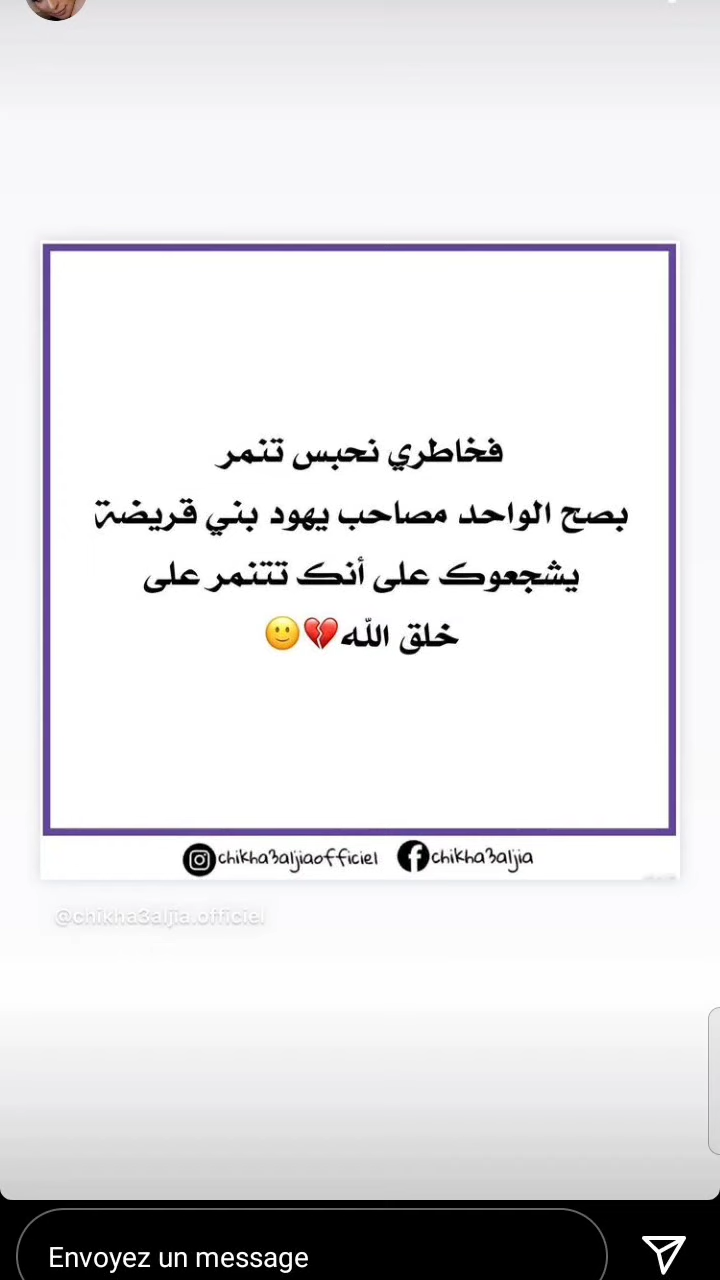 فخاطري نحبس تنمر
بصح الواحد مصاحب يهود بني قريضة
يشجعوك على أنك تتنمر على
خلق الله💔🙂
chikha3aljiaofficiel chikha3aljia
@chikha3aljia.officiel
Envoyez un message